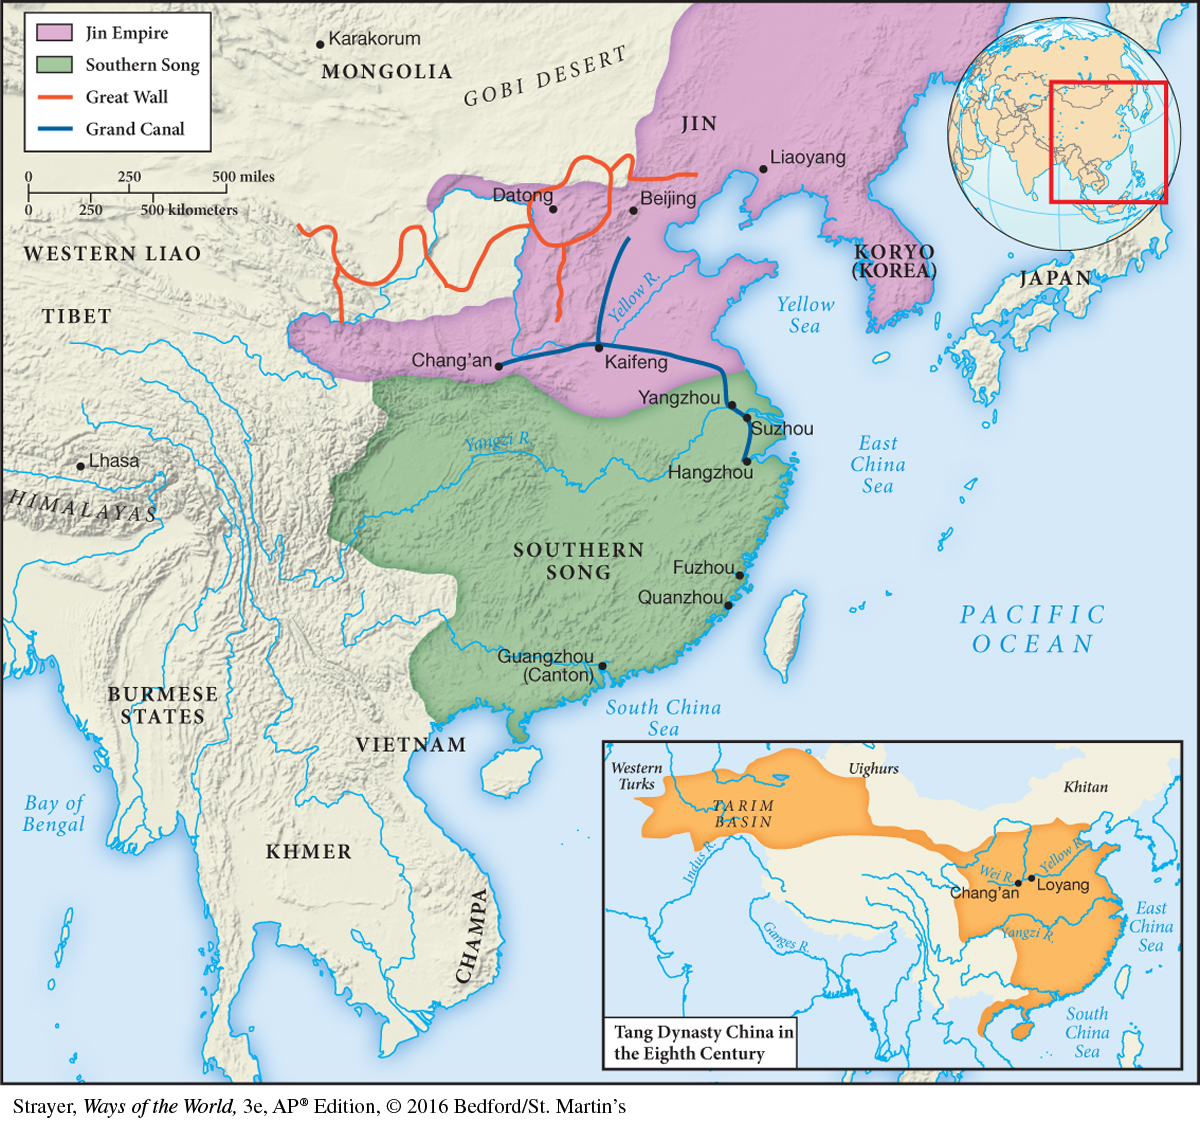 Jin Empire
Southern Song
Great Wall
Grand Canal
0 250 500 miles
0 250 500 kilometers
Karakorum
MONGOLIA
GOBI DESERT
JIN
Liaoyang
Datong
Beijing
WESTERN LIAO
KORYO
(KOREA)
JAPAN
TIBET
Yellow R.
Yellow
Sea
Chang'an
Kaifeng
Yangzhou
Suzhou
Yangzi R.
Hangzhou
East
China
Sea
Lhasa
HIMALAYAS
SOUTHERN
SONG
Fuzhou
Quanzhou
PACIFIC
OCEAN
Guangzhou
(Canton)
BURMESE
STATES
South China
Sea
VIETNAM
Bay of
Bengal
KHMER
CHAMPA
Western
Turks
Uighurs
Khitan
TARIM
BASIN
Indus R.
Wei R.
Yellow R.
Chang'an
Loyang
Yangzi R.
Ganges R.
East
China
Sea
South
China
Sea
Tang Dynasty China in
the Eighth Century
Strayer, Ways of the World, 3e, AP® Edition, © 2016 Bedford/St. Martin's